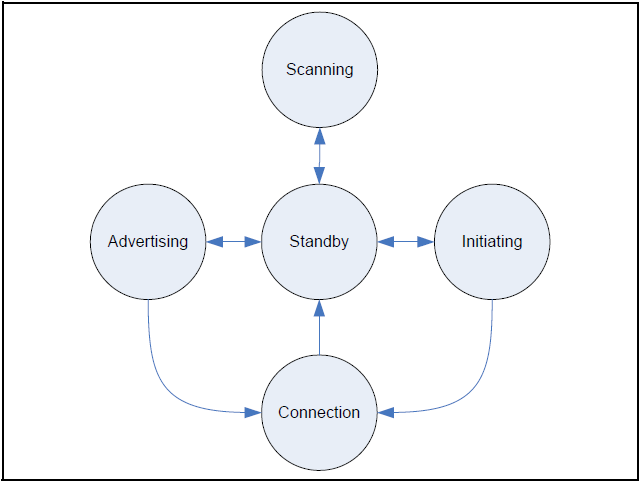 Scanning
Advertising
Standby
Initiating
Connection